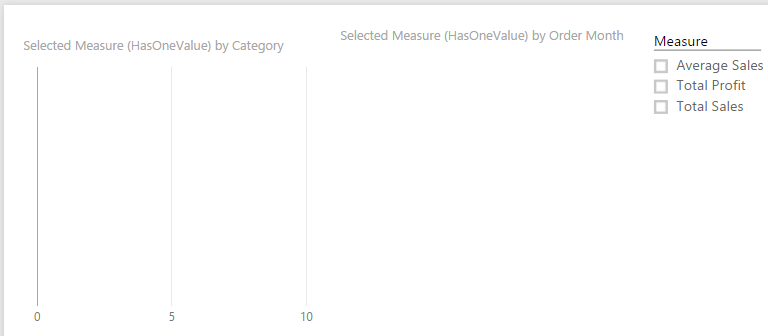 Selected Measure (HasOneValue) by Category
0 5 10
Selected Measure (HasOneValue) by Order Month
Measure
Average Sales
Total Profit
Total Sales